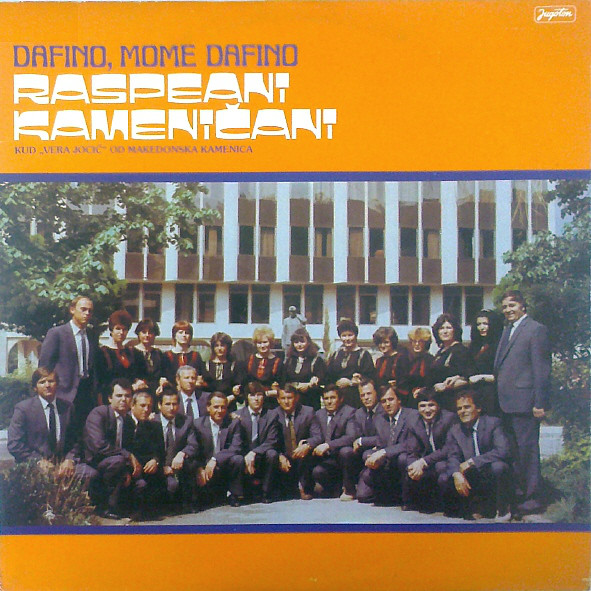 Jugoton
DAFINO, MOME DAFINO
RASPEANI
KAMENIČANI
KUD „VERA JOCIĆ" OD MAKEDONSKA KAMENICA